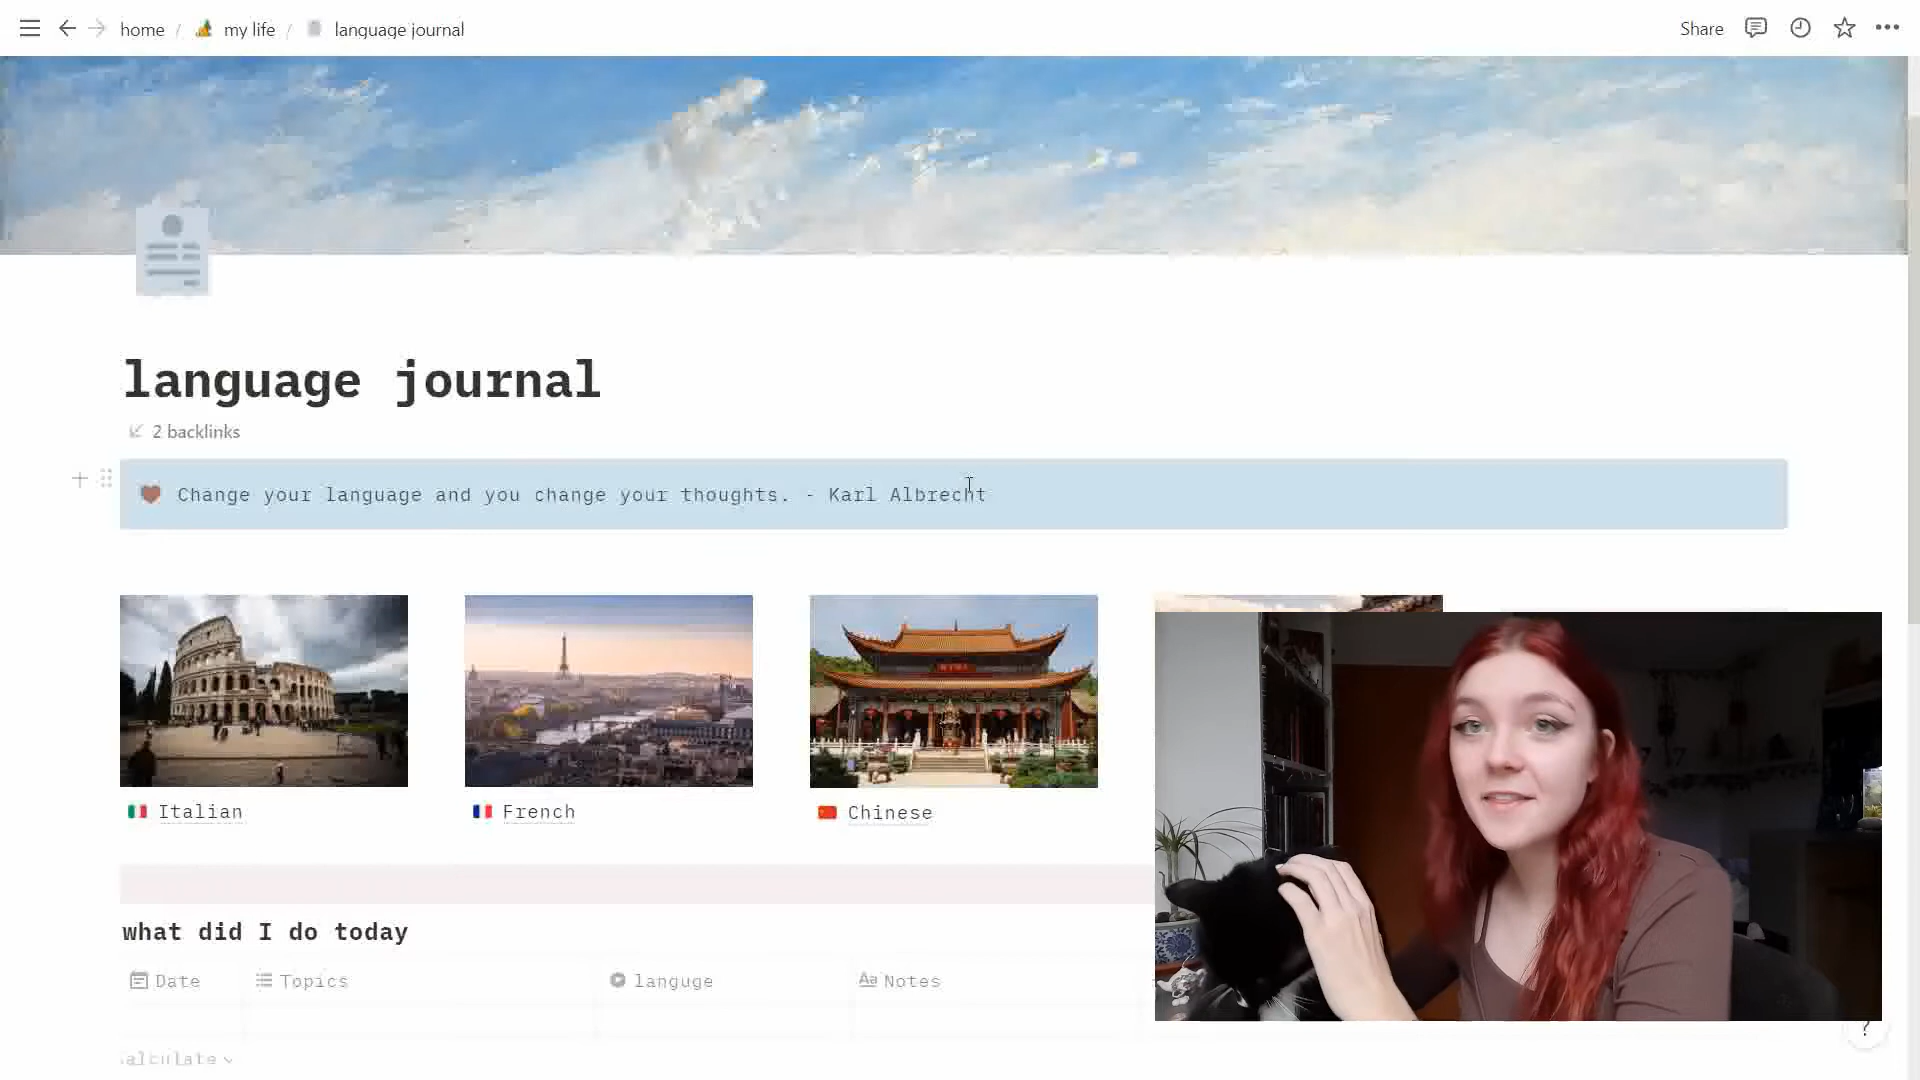 home / my life / language journal
Share
language journal
2 backlinks
Change your language and you change your thoughts. - Karl Albrecht
Italian
French
Chinese
what did I do today
Date Topics languge Notes
alculate
?